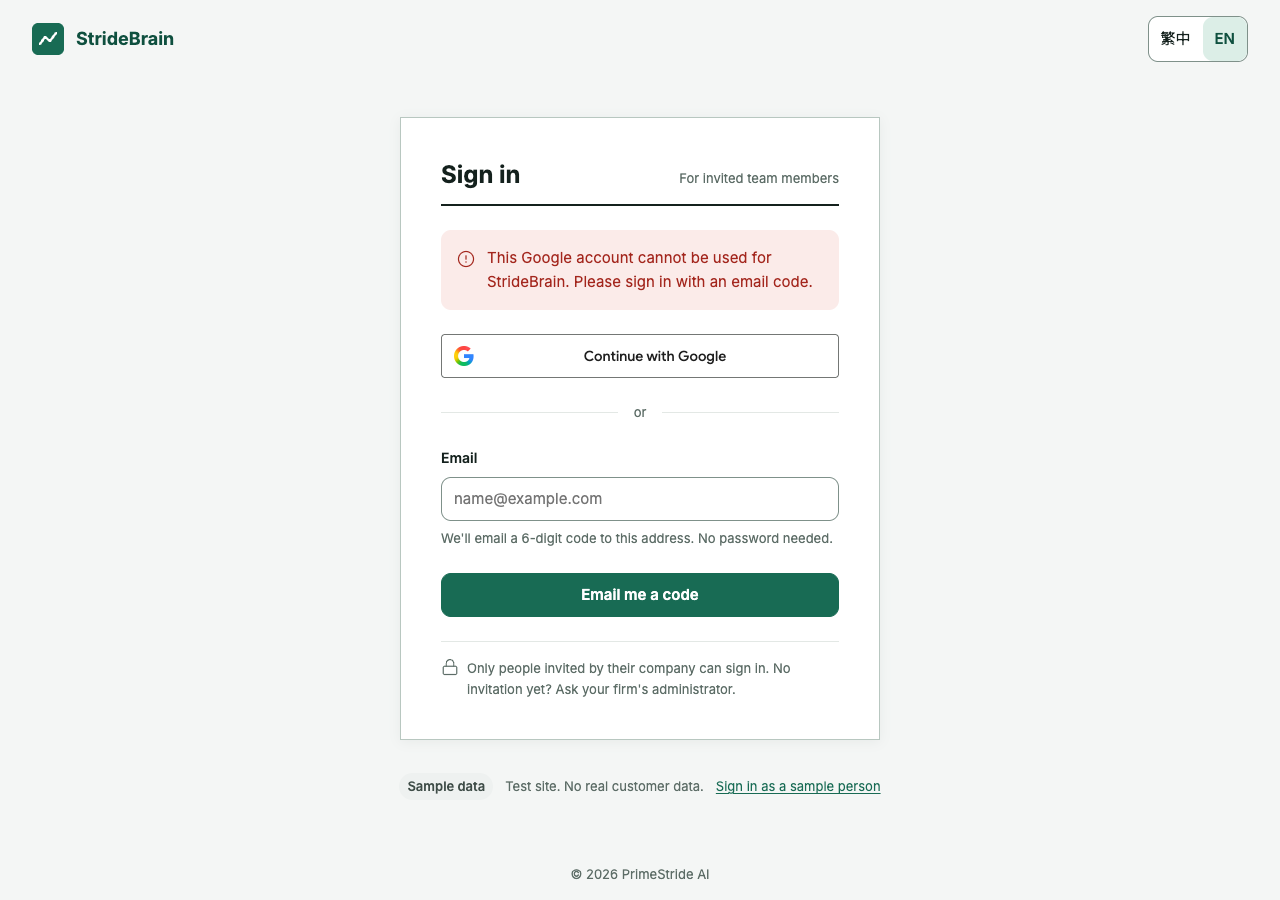 StrideBrain
繁中 EN
Sign in
For invited team members
This Google account cannot be used for
StrideBrain. Please sign in with an email code.
Continue with Google
or
Email
name@example.com
We'll email a 6-digit code to this address. No password needed.
Email me a code
Only people invited by their company can sign in. No
invitation yet? Ask your firm's administrator.
Sample data Test site. No real customer data. Sign in as a sample person
© 2026 PrimeStride AI